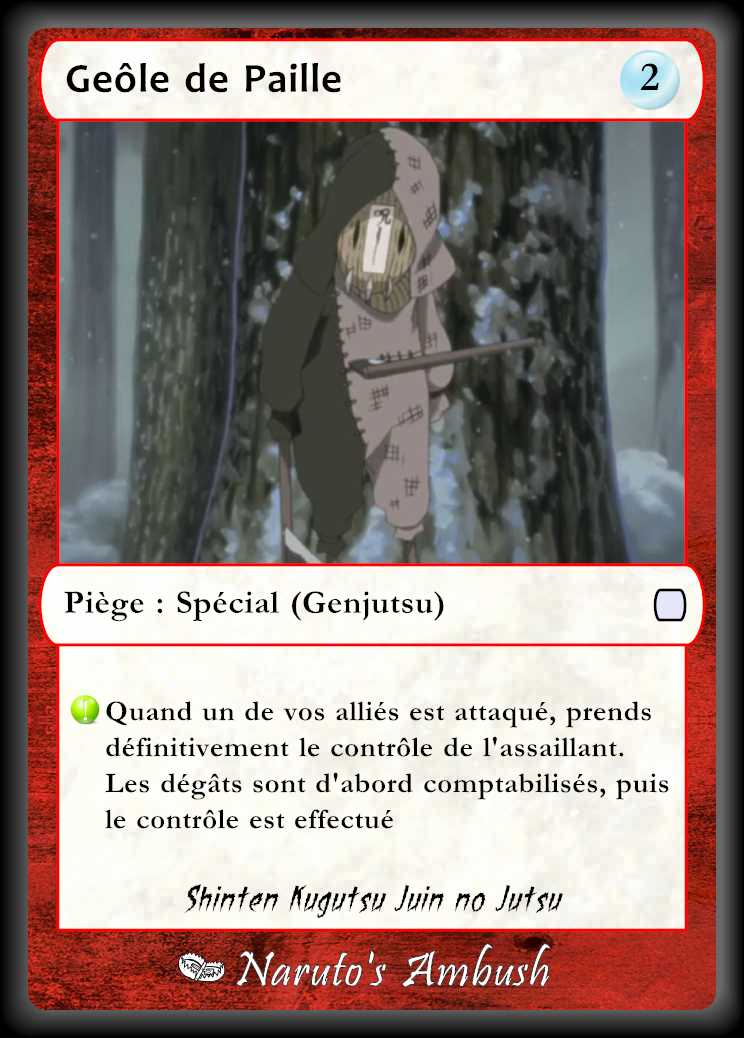 Geôle de Paille
2
呪
Piège : Spécial (Genjutsu)
Quand un de vos alliés est attaqué, prends
définitivement le contrôle de l'assaillant.
Les dégâts sont d'abord comptabilisés, puis
le contrôle est effectué
Shinten Kugutsu Juin no Jutsu
Naruto's Ambush